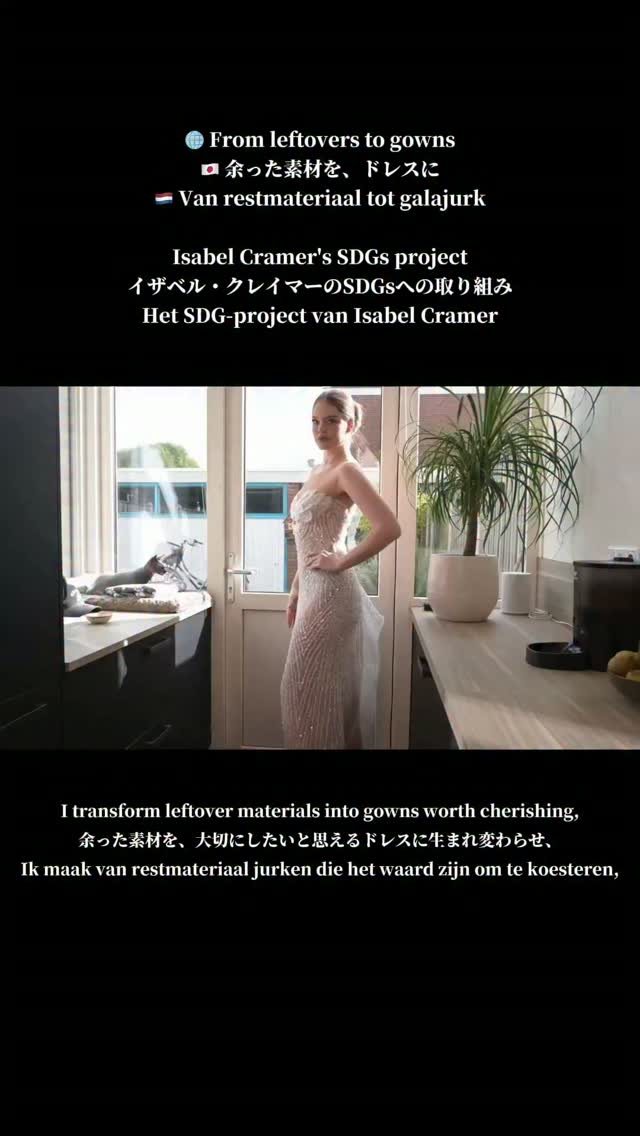 🌐 From leftovers to gowns
🇯🇵 余った素材を、ドレスに
🇳🇱 Van restmateriaal tot galajurk
Isabel Cramer's SDGs project
イザベル・クレイマーのSDGsへの取り組み
Het SDG-project van Isabel Cramer
I transform leftover materials into gowns worth cherishing,
余った素材を、大切にしたいと思えるドレスに生まれ変わらせ、
Ik maak van restmateriaal jurken die het waard zijn om te koesteren,